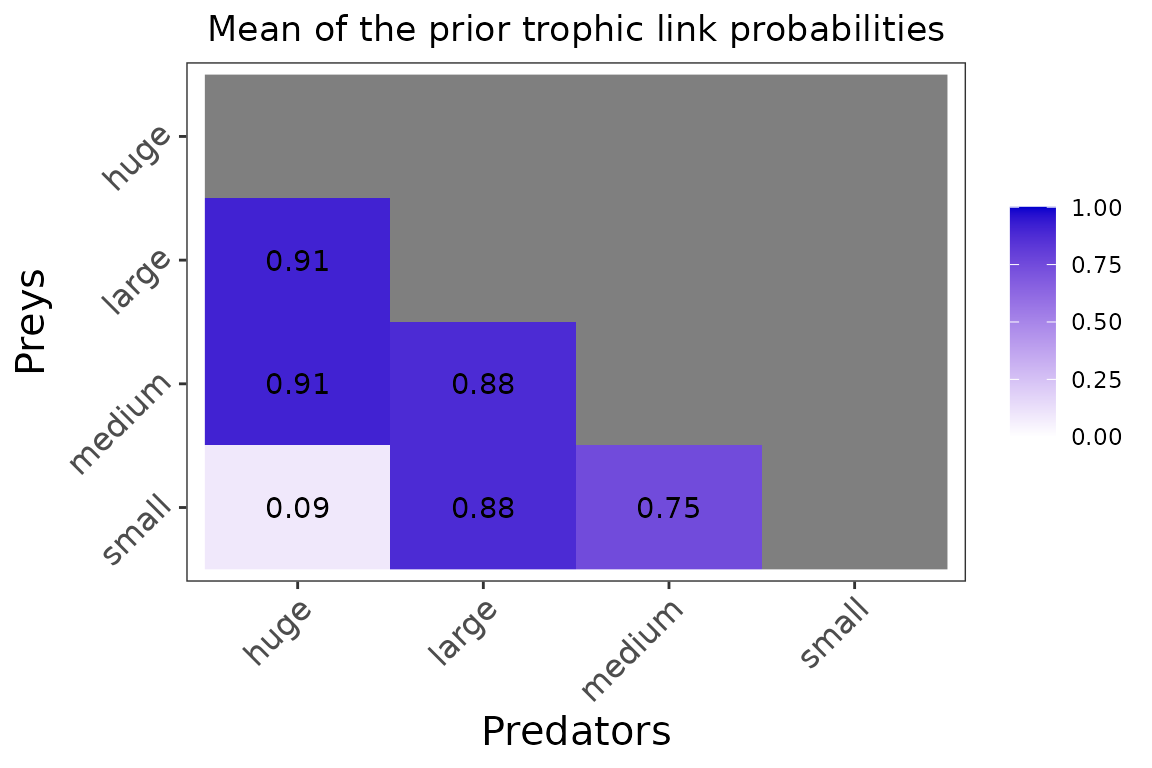 Mean of the prior trophic link probabilities
Preys
huge
large
medium
small
0.91
0.91
0.88
0.09
0.88
0.75
huge
large
medium
small
Predators
1.00
0.75
0.50
0.25
0.00